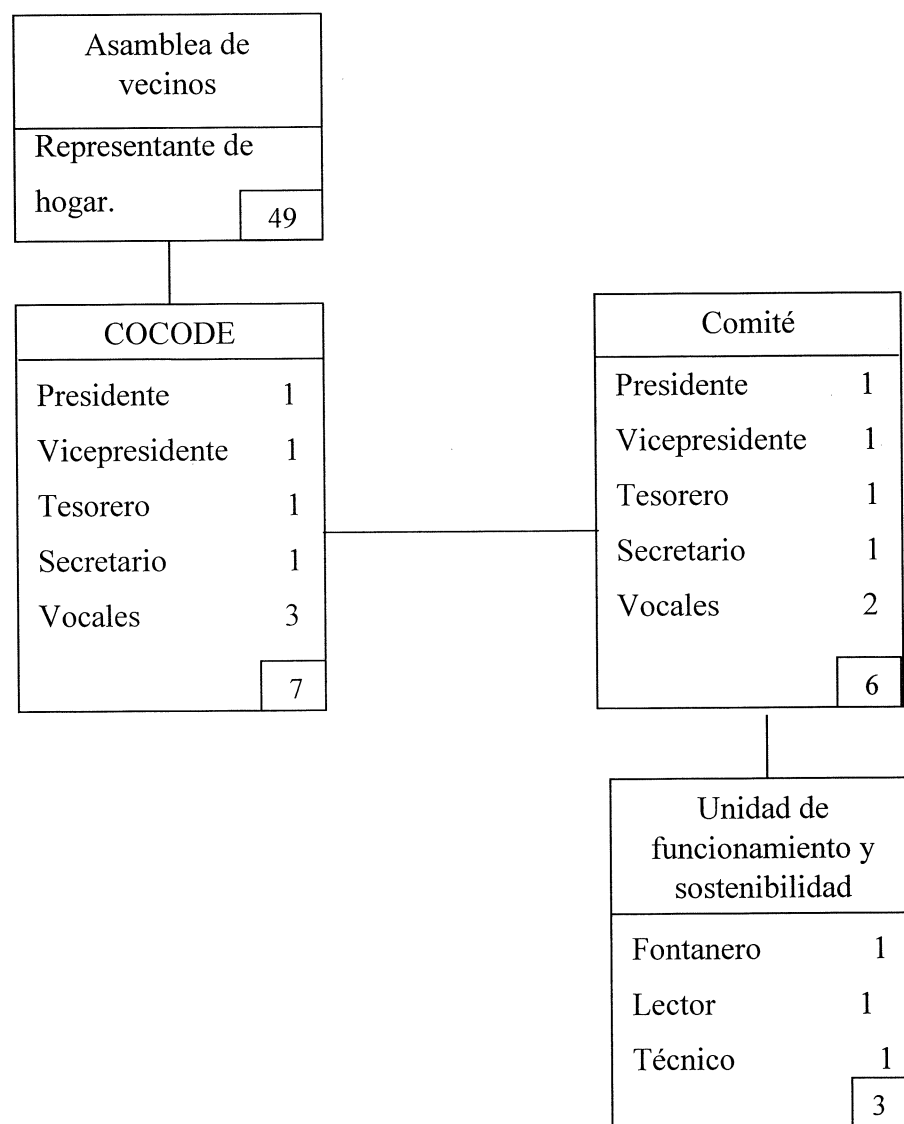 Asamblea de
vecinos
Representante de
hogar.
49
COCODE
Presidente 1
Vicepresidente 1
Tesorero 1
Secretario 1
Vocales 3
7
Comité
Presidente 1
Vicepresidente 1
Tesorero 1
Secretario 1
Vocales 2
6
Unidad de
funcionamiento y
sostenibilidad
Fontanero 1
Lector 1
Técnico 1
3